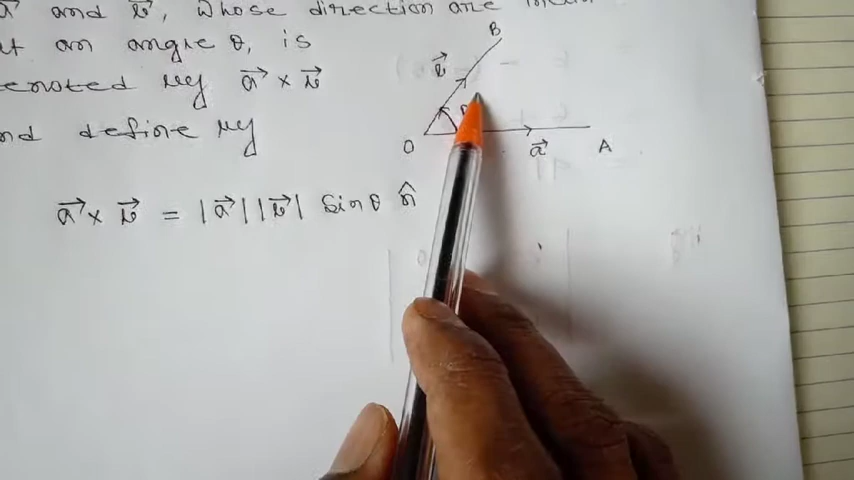 a⃗ and b⃗, whose direction are
at an angle θ, is
denoted by a⃗ × b⃗
and define by
a⃗ × b⃗ = |a⃗| |b⃗| Sin θ n̂
B
b⃗
O
a⃗
A